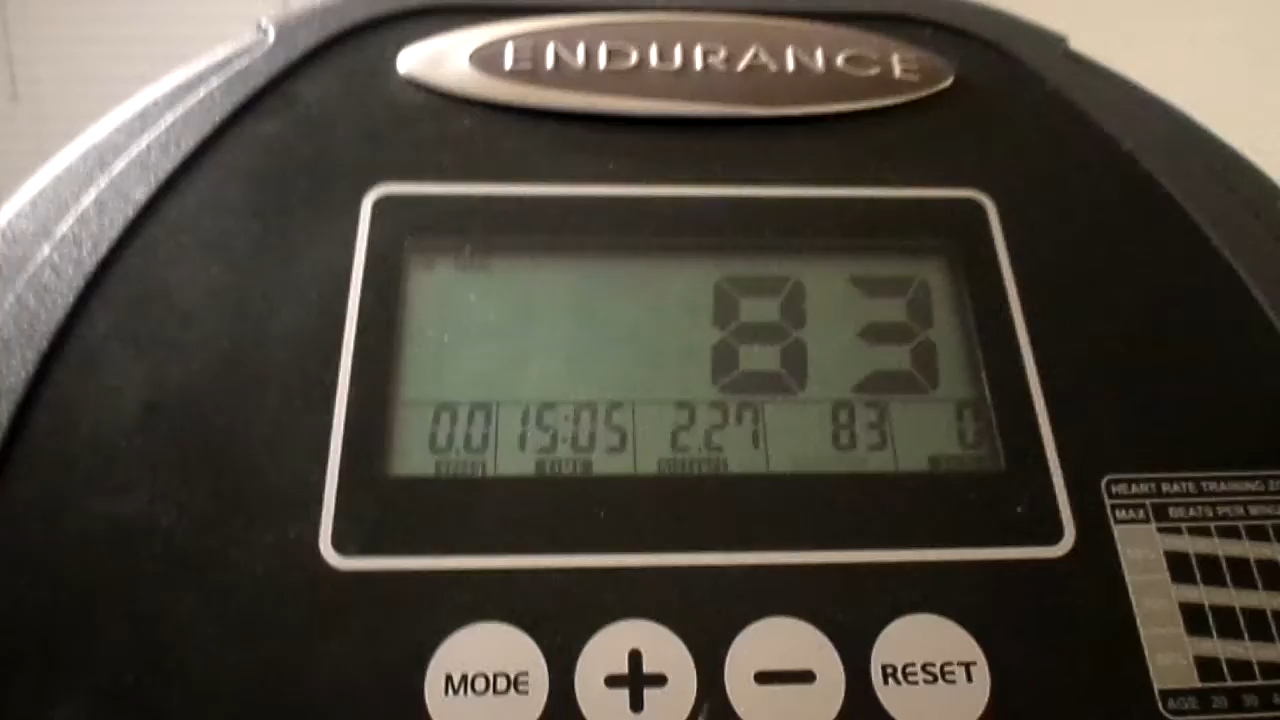 ENDURANCE
83
0.0 15:05 2.27 83 0
HEART RATE TRAINING
MAX BEATS PER
MODE + - RESET
AGE 20 30